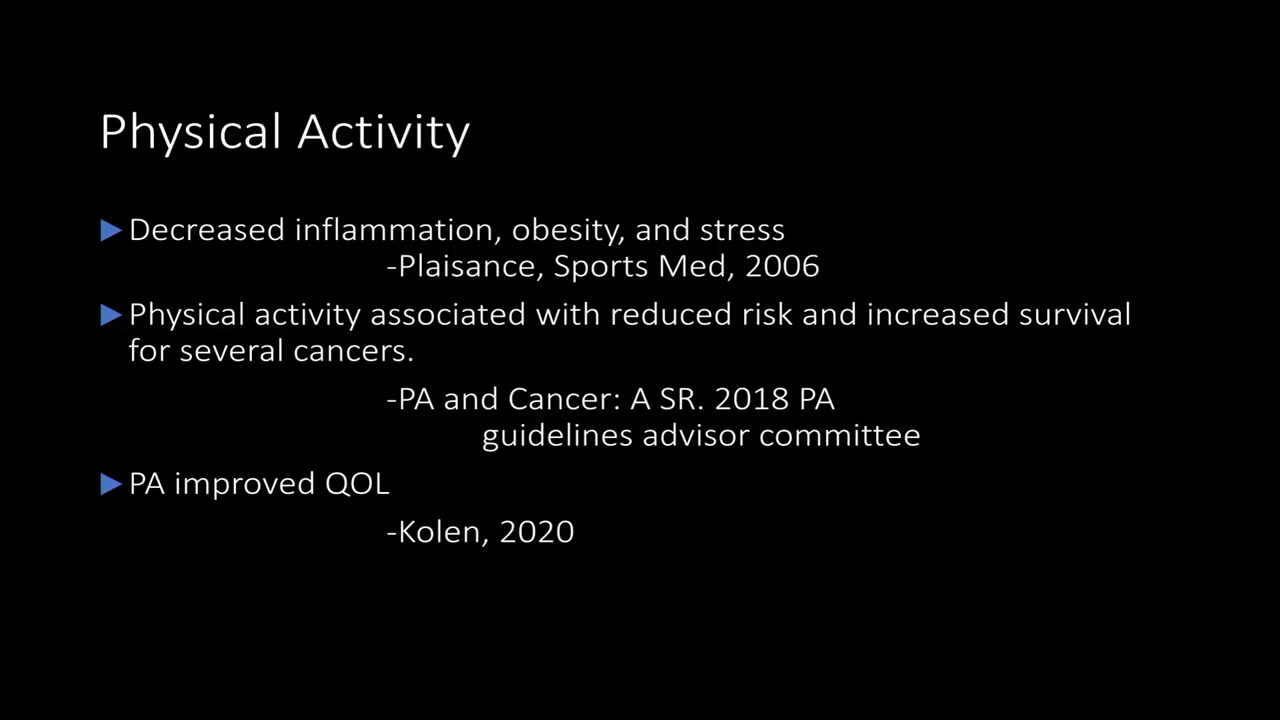 Physical Activity
Decreased inflammation, obesity, and stress
-Plaisance, Sports Med, 2006
Physical activity associated with reduced risk and increased survival
for several cancers.
-PA and Cancer: A SR. 2018 PA
guidelines advisor committee
PA improved QOL
-Kolen, 2020